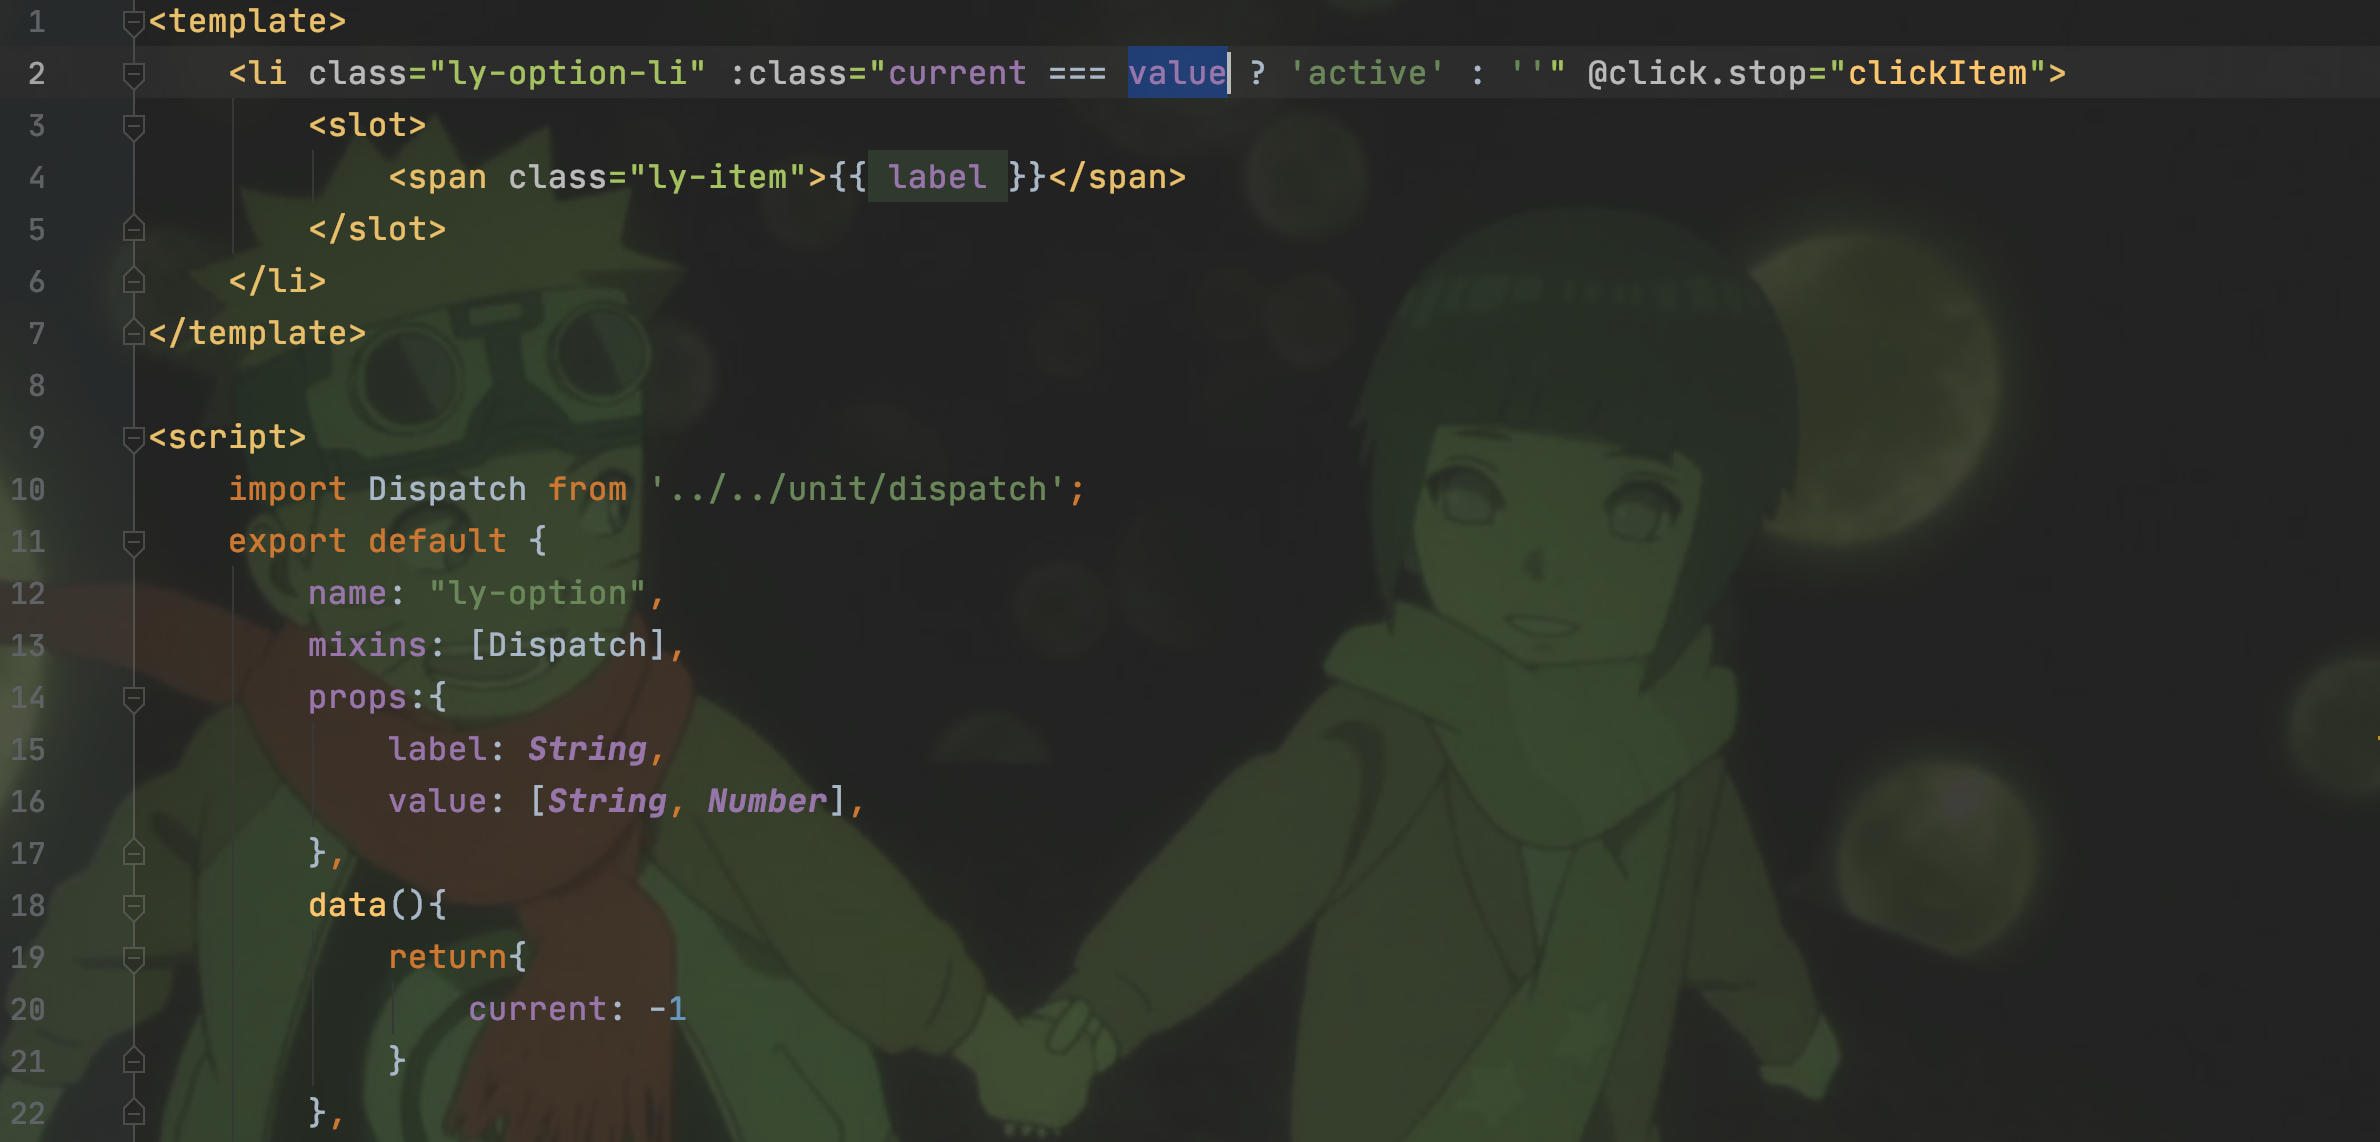 1 <template>
2 <li class="ly-option-li" :class="current === value ? 'active' : ''" @click.stop="clickItem">
3 <slot>
4 <span class="ly-item">{{ label }}</span>
5 </slot>
6 </li>
7 </template>
8
9 <script>
10 import Dispatch from '../../unit/dispatch';
11 export default {
12 name: "ly-option",
13 mixins: [Dispatch],
14 props:{
15 label: String,
16 value: [String, Number],
17 },
18 data(){
19 return{
20 current: -1
21 }
22 },